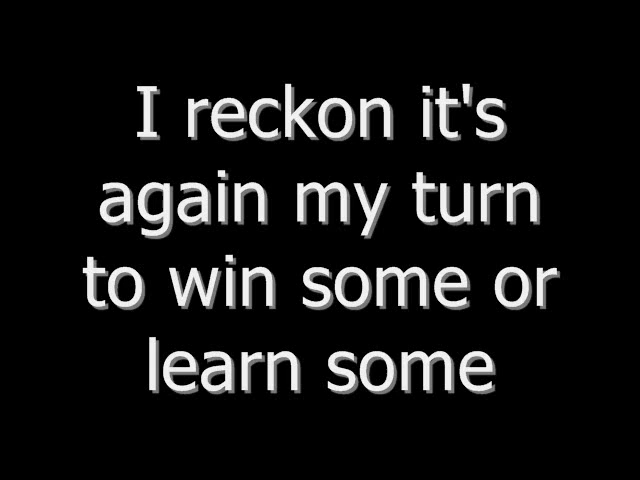 I reckon it's
again my turn
to win some or
learn some